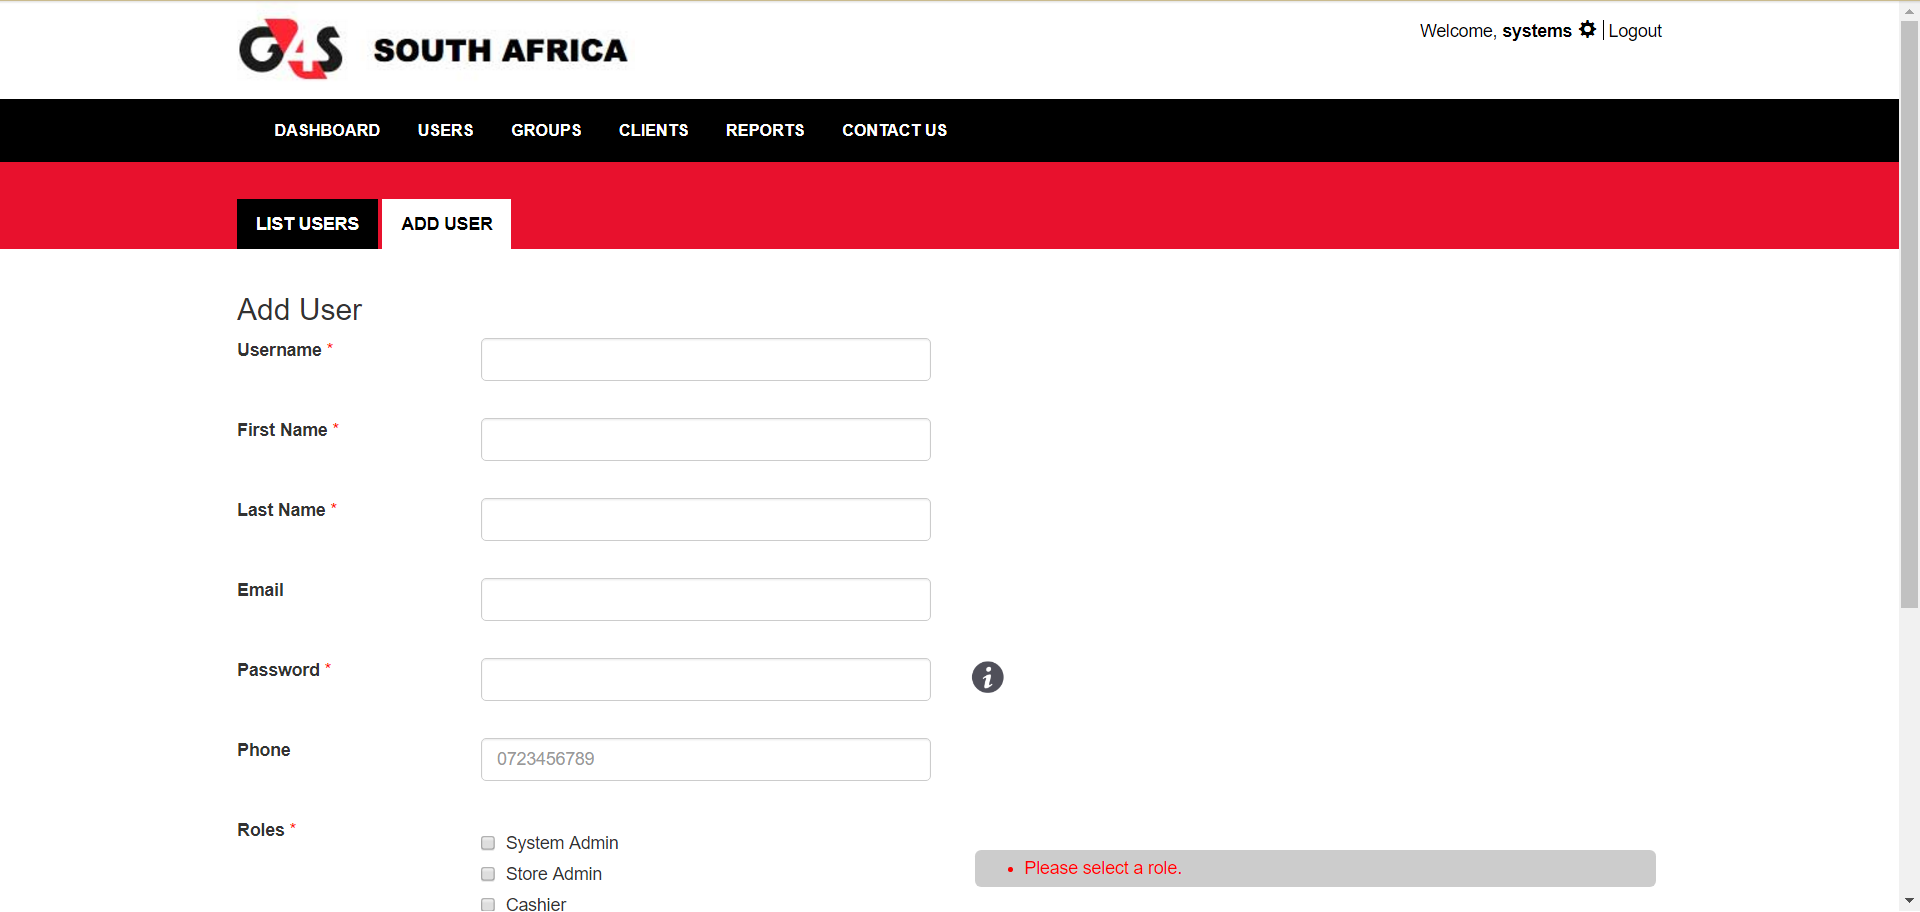 G4S SOUTH AFRICA
Welcome, systems Logout
DASHBOARD USERS GROUPS CLIENTS REPORTS CONTACT US
LIST USERS ADD USER
Add User
Username *
First Name *
Last Name *
Email
Password *
Phone 0723456789
Roles *
System Admin
Store Admin
Please select a role.
Cashier